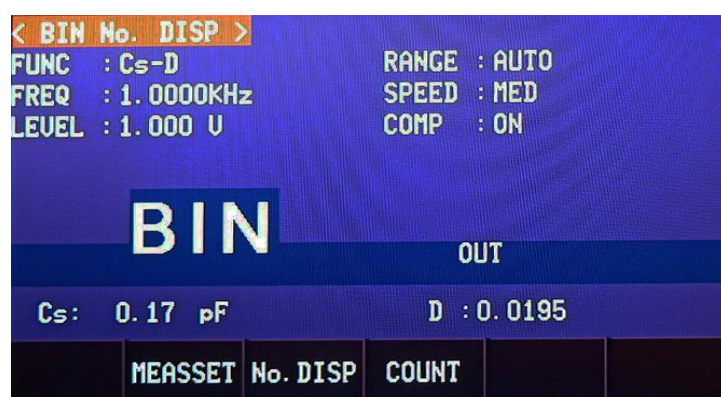 < BIN No. DISP >
FUNC : Cs-D RANGE : AUTO
FREQ : 1.0000KHz SPEED : MED
LEVEL : 1.000 V COMP : ON
BIN OUT
Cs: 0.17 pF D :0.0195
MEASSET No.DISP COUNT